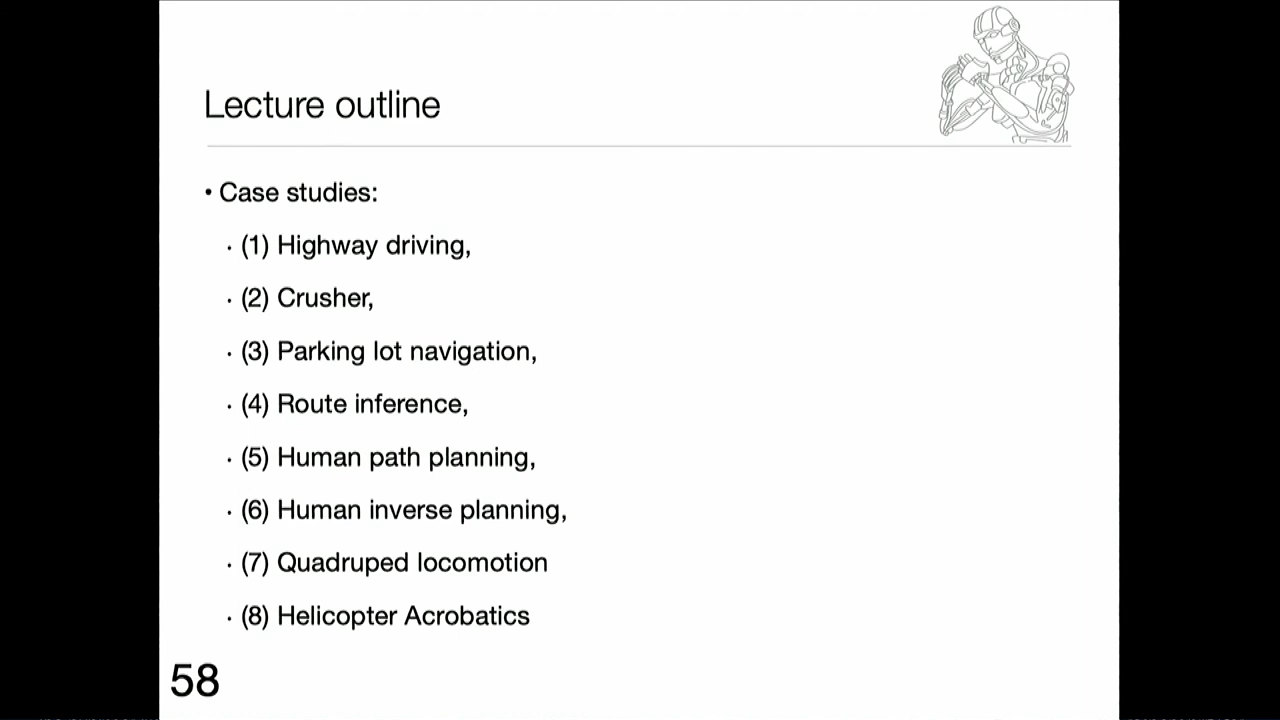 Lecture outline
• Case studies:
· (1) Highway driving,
· (2) Crusher,
· (3) Parking lot navigation,
· (4) Route inference,
· (5) Human path planning,
· (6) Human inverse planning,
· (7) Quadruped locomotion
· (8) Helicopter Acrobatics
58